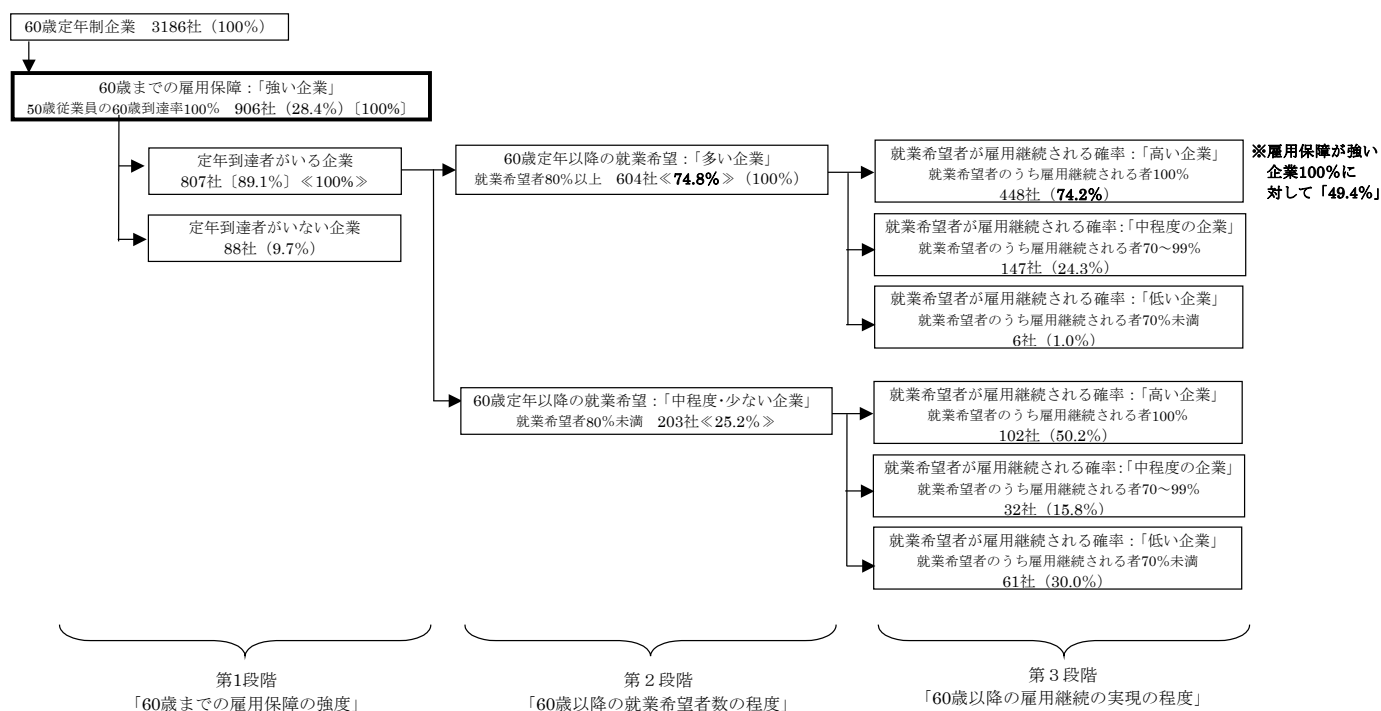 60歳定年制企業 3186社（100%）
60歳までの雇用保障：「強い企業」
50歳従業員の60歳到達率100% 906社（28.4%）〔100%〕
定年到達者がいる企業
807社〔89.1%〕≪100%≫
定年到達者がいない企業
88社（9.7%）
60歳定年以降の就業希望：「多い企業」
就業希望者80%以上 604社≪74.8%≫（100%）
就業希望者が雇用継続される確率：「高い企業」
就業希望者のうち雇用継続される者100%
448社（74.2%）
※雇用保障が強い
企業100%に
対して「49.4%」
就業希望者が雇用継続される確率：「中程度の企業」
就業希望者のうち雇用継続される者70～99%
147社（24.3%）
就業希望者が雇用継続される確率：「低い企業」
就業希望者のうち雇用継続される者70%未満
6社（1.0%）
60歳定年以降の就業希望：「中程度・少ない企業」
就業希望者80%未満 203社≪25.2%≫
就業希望者が雇用継続される確率：「高い企業」
就業希望者のうち雇用継続される者100%
102社（50.2%）
就業希望者が雇用継続される確率：「中程度の企業」
就業希望者のうち雇用継続される者70～99%
32社（15.8%）
就業希望者が雇用継続される確率：「低い企業」
就業希望者のうち雇用継続される者70%未満
61社（30.0%）
第1段階
「60歳までの雇用保障の強度」
第２段階
「60歳以降の就業希望者数の程度」
第３段階
「60歳以降の雇用継続の実現の程度」